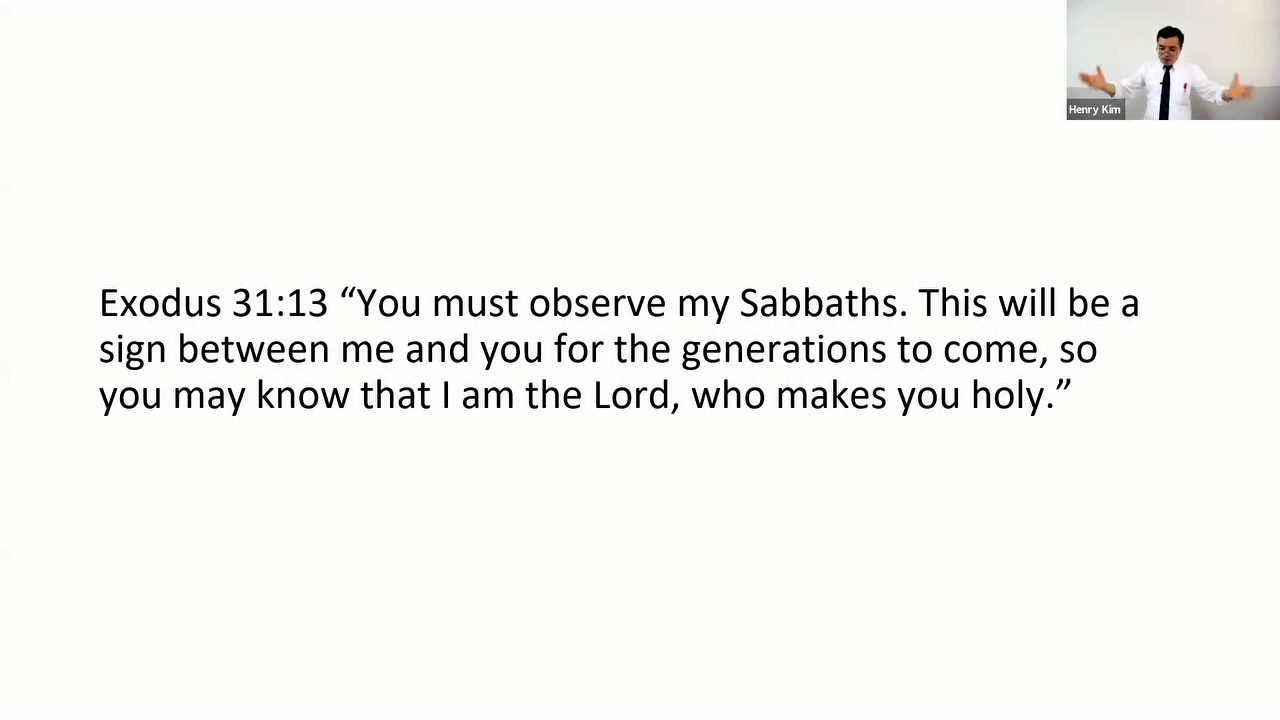 Henry Kim
Exodus 31:13 “You must observe my Sabbaths. This will be a
sign between me and you for the generations to come, so
you may know that I am the Lord, who makes you holy.”